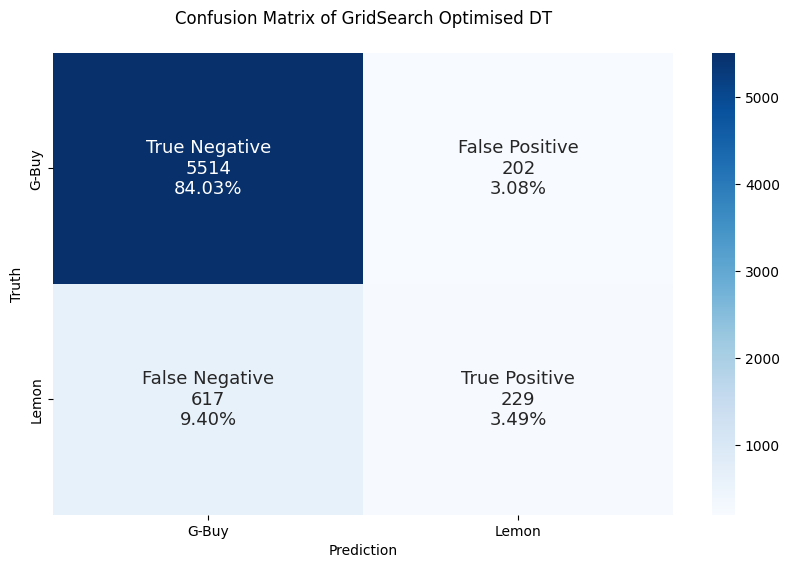 Confusion Matrix of GridSearch Optimised DT
True Negative
5514
84.03%
False Positive
202
3.08%
False Negative
617
9.40%
True Positive
229
3.49%
G-Buy
Lemon
Truth
G-Buy
Lemon
Prediction
5000
4000
3000
2000
1000